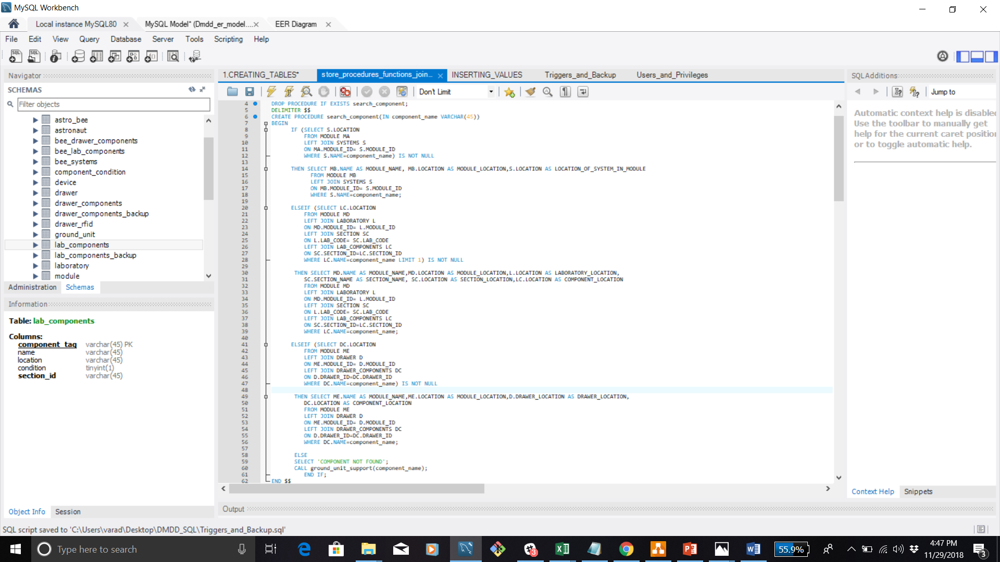 MySQL Workbench
Local instance MySQL80
MySQL Model* (Dmdd_er_model....
EER Diagram
File Edit View Query Database Server Tools Scripting Help
Navigator
SCHEMAS
Filter objects
astro_bee
astronaut
bee_drawer_components
bee_lab_components
bee_systems
component_condition
device
drawer
drawer_components
drawer_components_backup
drawer_rfid
ground_unit
lab_components
lab_components_backup
laboratory
module
Administration Schemas
Information
Table: lab_components
Columns:
component_tag varchar(45) PK
name varchar(45)
location varchar(45)
condition tinyint(1)
section_id varchar(45)
Object Info Session
1.CREATING_TABLES* store_procedures_functions_join... INSERTING_VALUES Triggers_and_Backup Users_and_Privileges
Don't Limit
4 DROP PROCEDURE IF EXISTS search_component;
5 DELIMITER $$
6 CREATE PROCEDURE search_component(IN component_name VARCHAR(45))
7 BEGIN
8 IF (SELECT S.LOCATION
9 FROM MODULE MA
10 LEFT JOIN SYSTEMS S
11 ON MA.MODULE_ID= S.MODULE_ID
12 WHERE S.NAME=component_name) IS NOT NULL
13
14 THEN SELECT MB.NAME AS MODULE_NAME, MB.LOCATION AS MODULE_LOCATION,S.LOCATION AS LOCATION_OF_SYSTEM_IN_MODULE
15 FROM MODULE MB
16 LEFT JOIN SYSTEMS S
17 ON MB.MODULE_ID= S.MODULE_ID
18 WHERE S.NAME=component_name;
19
20 ELSEIF (SELECT LC.LOCATION
21 FROM MODULE MD
22 LEFT JOIN LABORATORY L
23 ON MD.MODULE_ID= L.MODULE_ID
24 LEFT JOIN SECTION SC
25 ON L.LAB_CODE= SC.LAB_CODE
26 LEFT JOIN LAB_COMPONENTS LC
27 ON SC.SECTION_ID=LC.SECTION_ID
28 WHERE LC.NAME=component_name LIMIT 1) IS NOT NULL
29
30 THEN SELECT MD.NAME AS MODULE_NAME,MD.LOCATION AS MODULE_LOCATION,L.LOCATION AS LABORATORY_LOCATION,
31 SC.SECTION_NAME AS SECTION_NAME, SC.LOCATION AS SECTION_LOCATION,LC.LOCATION AS COMPONENT_LOCATION
32 FROM MODULE MD
33 LEFT JOIN LABORATORY L
34 ON MD.MODULE_ID= L.MODULE_ID
35 LEFT JOIN SECTION SC
36 ON L.LAB_CODE= SC.LAB_CODE
37 LEFT JOIN LAB_COMPONENTS LC
38 ON SC.SECTION_ID=LC.SECTION_ID
39 WHERE LC.NAME=component_name;
40
41 ELSEIF (SELECT DC.LOCATION
42 FROM MODULE ME
43 LEFT JOIN DRAWER D
44 ON ME.MODULE_ID= D.MODULE_ID
45 LEFT JOIN DRAWER_COMPONENTS DC
46 ON D.DRAWER_ID=DC.DRAWER_ID
47 WHERE DC.NAME=component_name) IS NOT NULL
48
49 THEN SELECT ME.NAME AS MODULE_NAME,ME.LOCATION AS MODULE_LOCATION,D.DRAWER_LOCATION AS DRAWER_LOCATION,
50 DC.LOCATION AS COMPONENT_LOCATION
51 FROM MODULE ME
52 LEFT JOIN DRAWER D
53 ON ME.MODULE_ID= D.MODULE_ID
54 LEFT JOIN DRAWER_COMPONENTS DC
55 ON D.DRAWER_ID=DC.DRAWER_ID
56 WHERE DC.NAME=component_name;
57
58 ELSE
59 SELECT 'COMPONENT NOT FOUND';
60 CALL ground_unit_support(component_name);
61 END IF;
62 END $$
Output
SQLAdditions
Jump to
Automatic context help is disabled
Use the toolbar to manually get
help for the current caret position
or to toggle automatic help.
Context Help Snippets
SQL script saved to 'C:\Users\varad\Desktop\DMDD_SQL\Triggers_and_Backup.sql'
Type here to search
55.9%
4:47 PM
11/29/2018
3
3